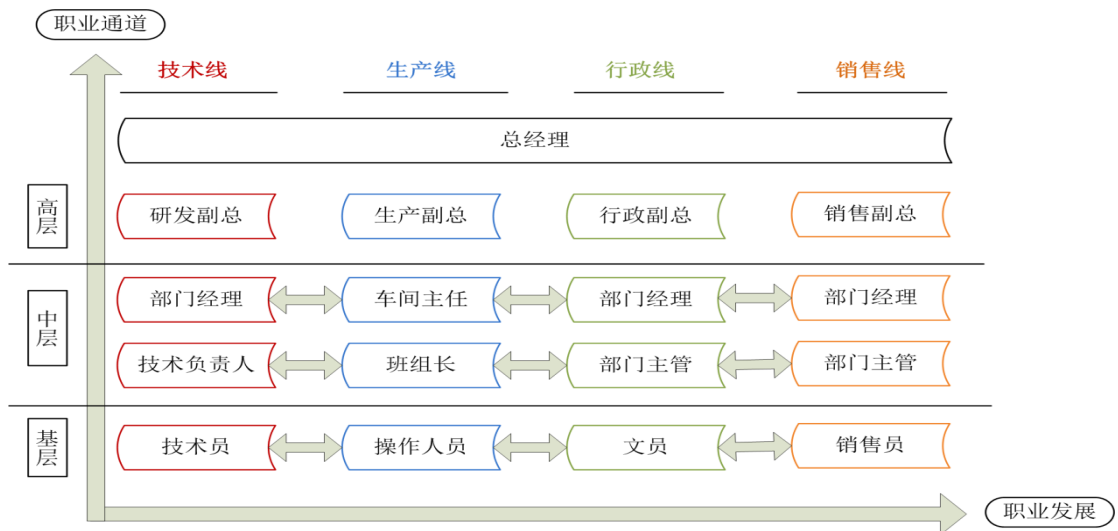 职业通道
技术线 生产线 行政线 销售线
总经理
高层
研发副总 生产副总 行政副总 销售副总
中层
部门经理 车间主任 部门经理 部门经理
技术负责人 班组长 部门主管 部门主管
基层
技术员 操作人员 文员 销售员
职业发展